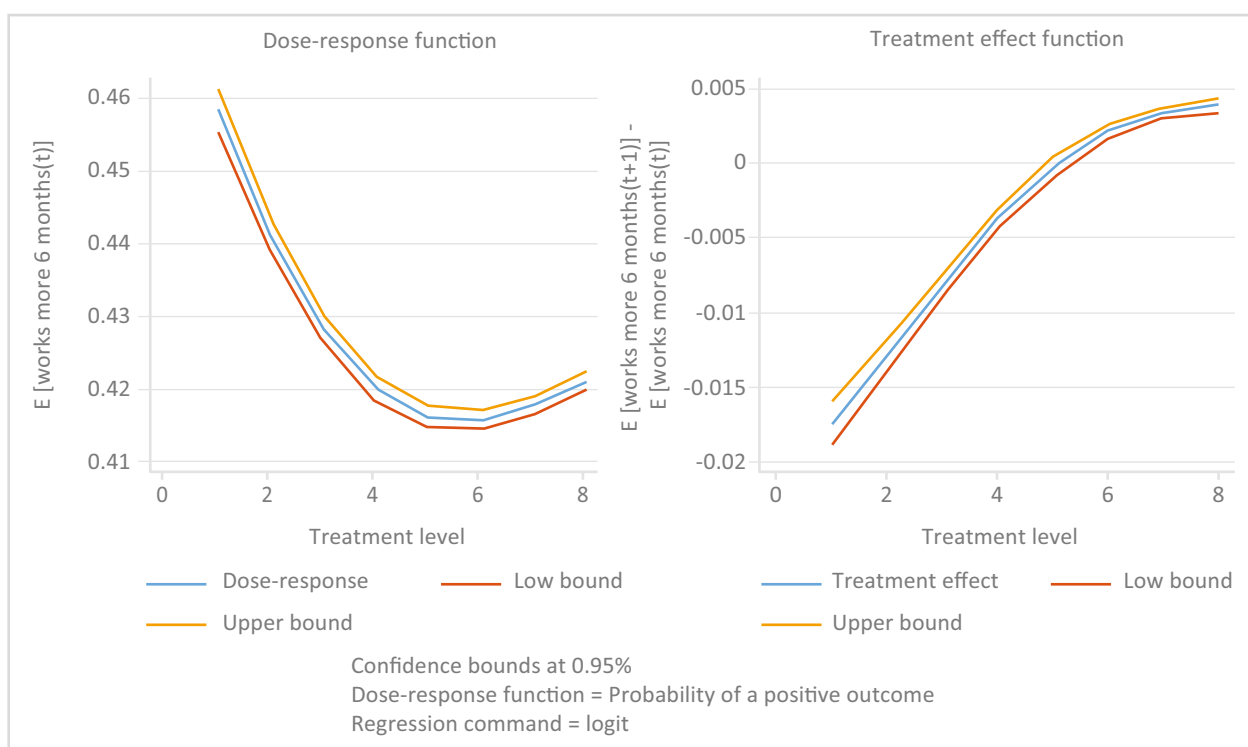 Dose-response function
E [works more 6 months(t)]
0.46
0.45
0.44
0.43
0.42
0.41
0
2
4
6
8
Treatment level
Dose-response
Low bound
Upper bound
Treatment effect function
E [works more 6 months(t+1)] -
E [works more 6 months(t)]
0.005
0
-0.005
-0.01
-0.015
-0.02
0
2
4
6
8
Treatment level
Treatment effect
Low bound
Upper bound
Confidence bounds at 0.95%
Dose-response function = Probability of a positive outcome
Regression command = logit